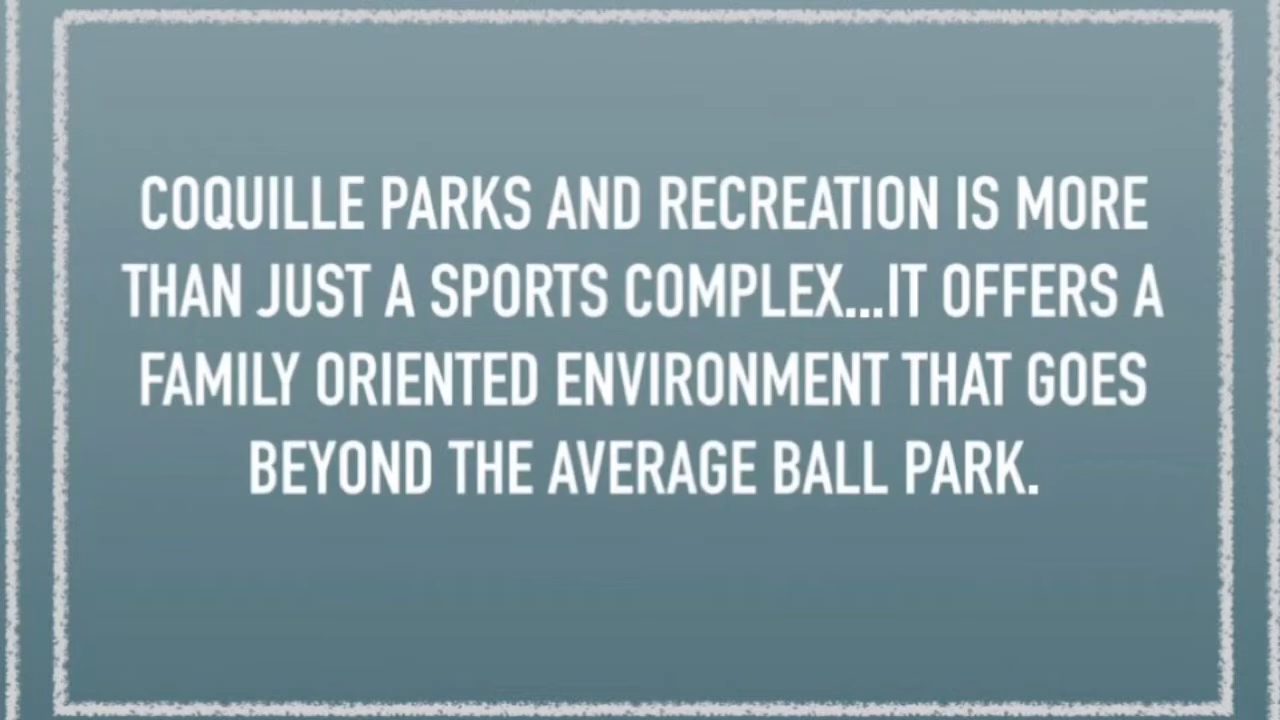 COQUILLE PARKS AND RECREATION IS MORE
THAN JUST A SPORTS COMPLEX...IT OFFERS A
FAMILY ORIENTED ENVIRONMENT THAT GOES
BEYOND THE AVERAGE BALL PARK.